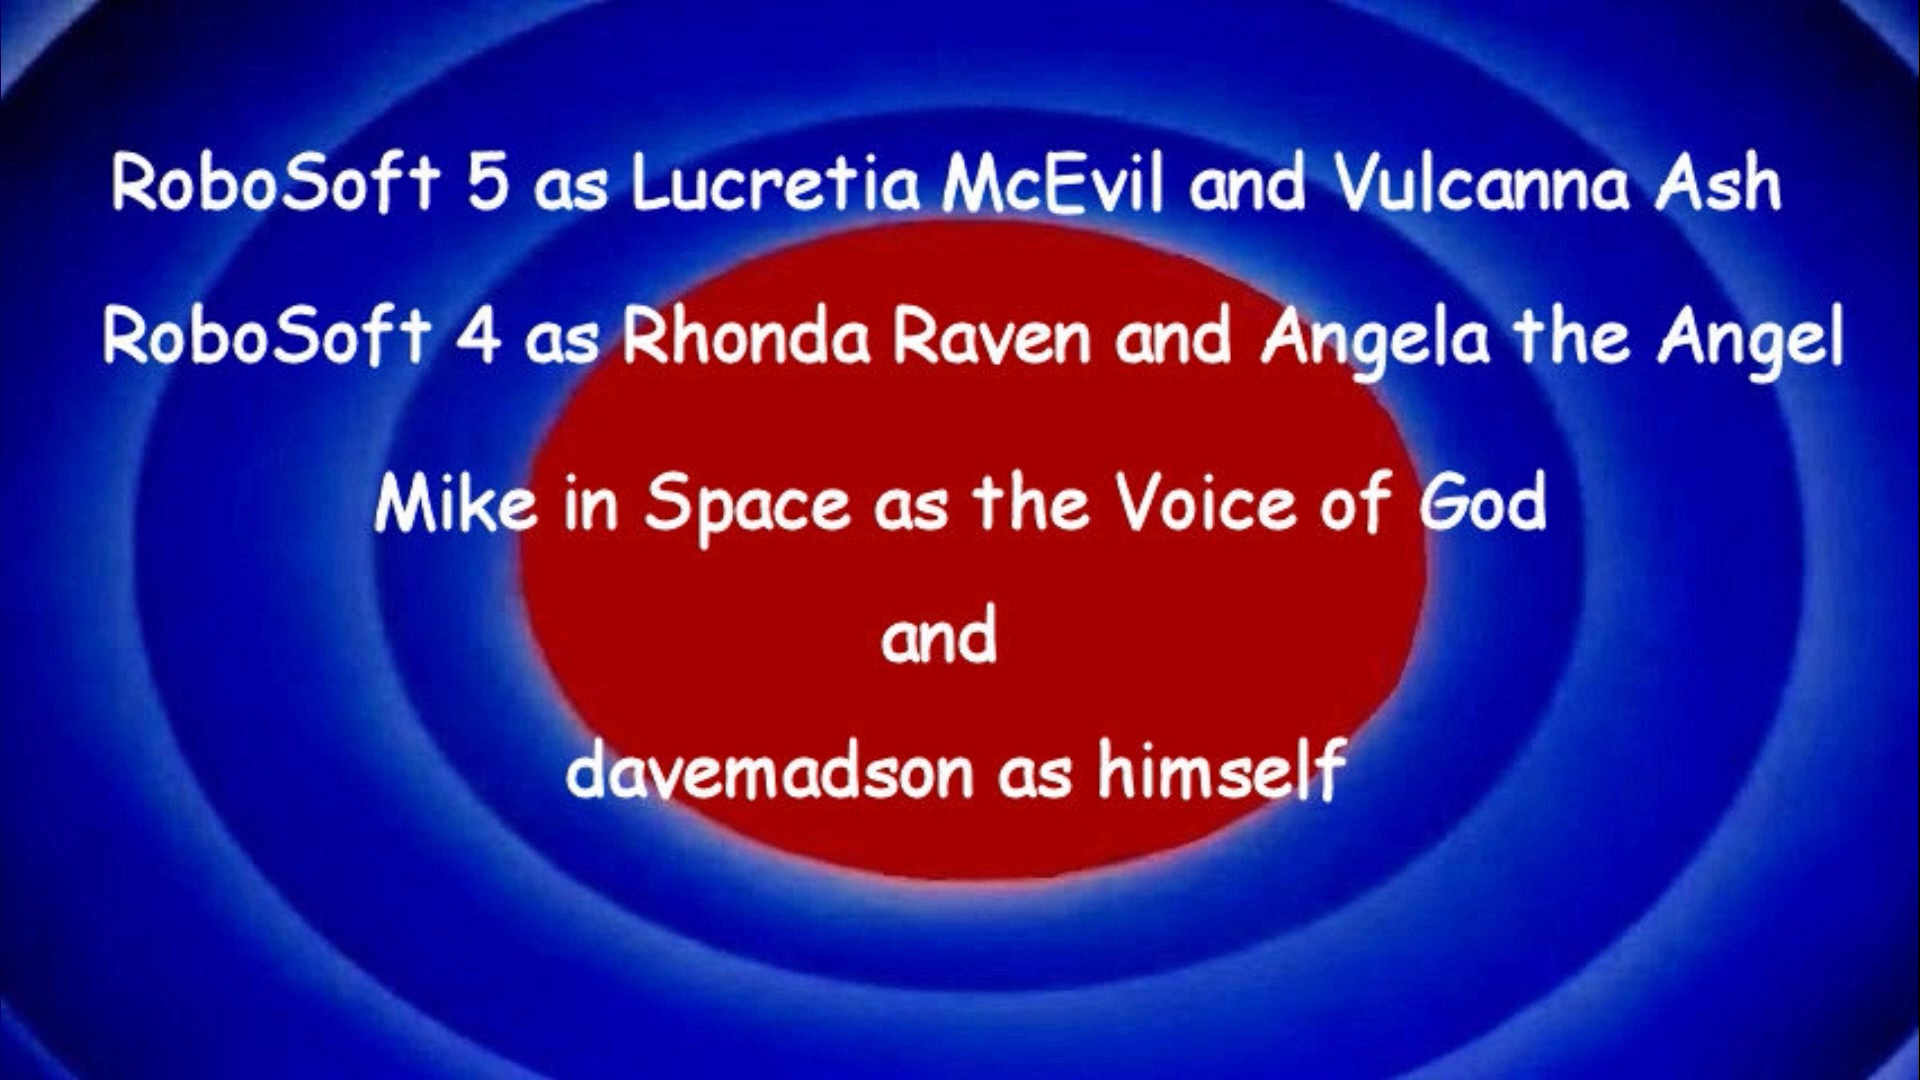 RoboSoft 5 as Lucretia McEvil and Vulcanna Ash
RoboSoft 4 as Rhonda Raven and Angela the Angel
Mike in Space as the Voice of God
and
davemadson as himself